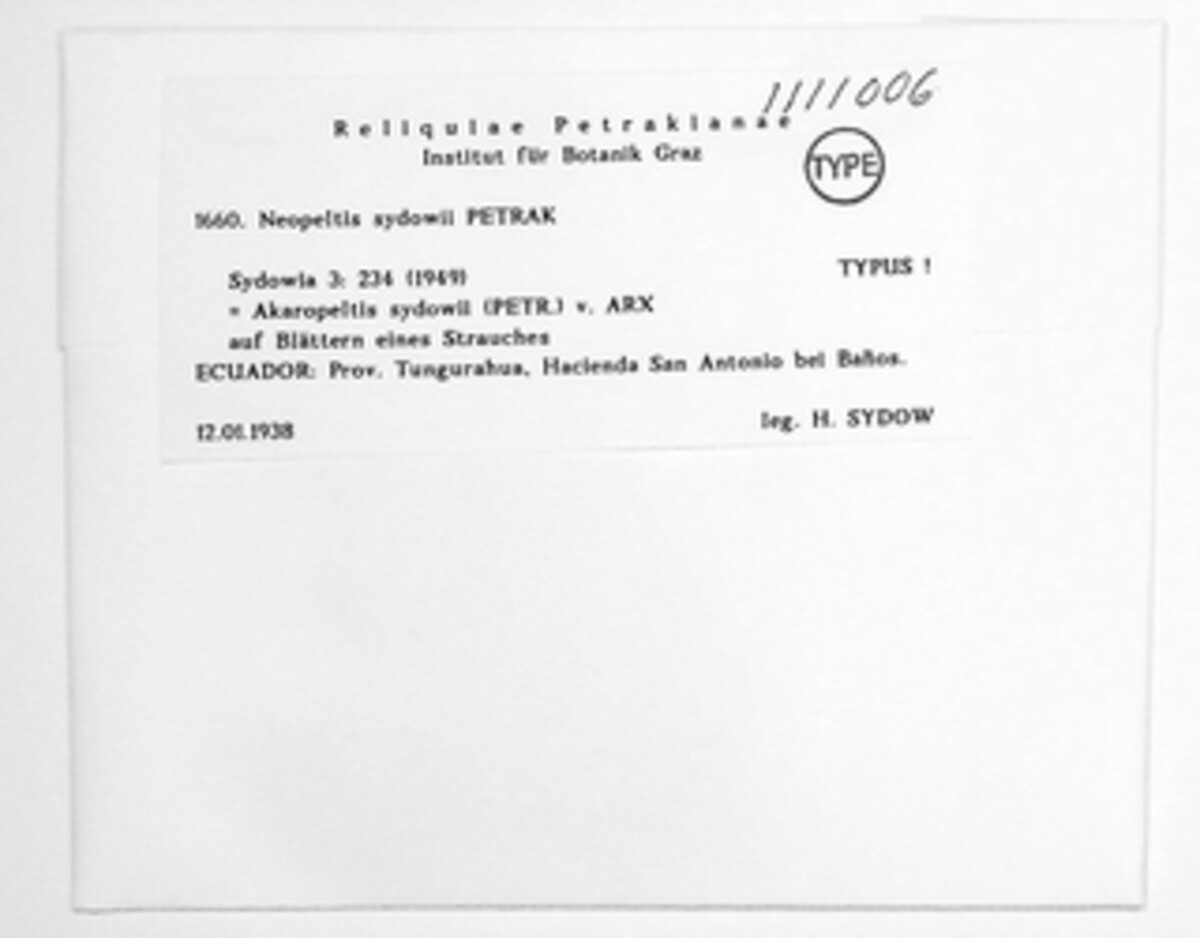 1111006
Reliquiae Petrakianae
Institut für Botanik Graz
TYPE
1660. Neopeltis sydowii PETRAK
Sydowia 3: 234 (1949)
TYPUS !
= Akaropeltis sydowii (PETR.) v. ARX
auf Blättern eines Strauches
ECUADOR: Prov. Tungurahua, Hacienda San Antonio bei Baños.
12.01.1938
leg. H. SYDOW